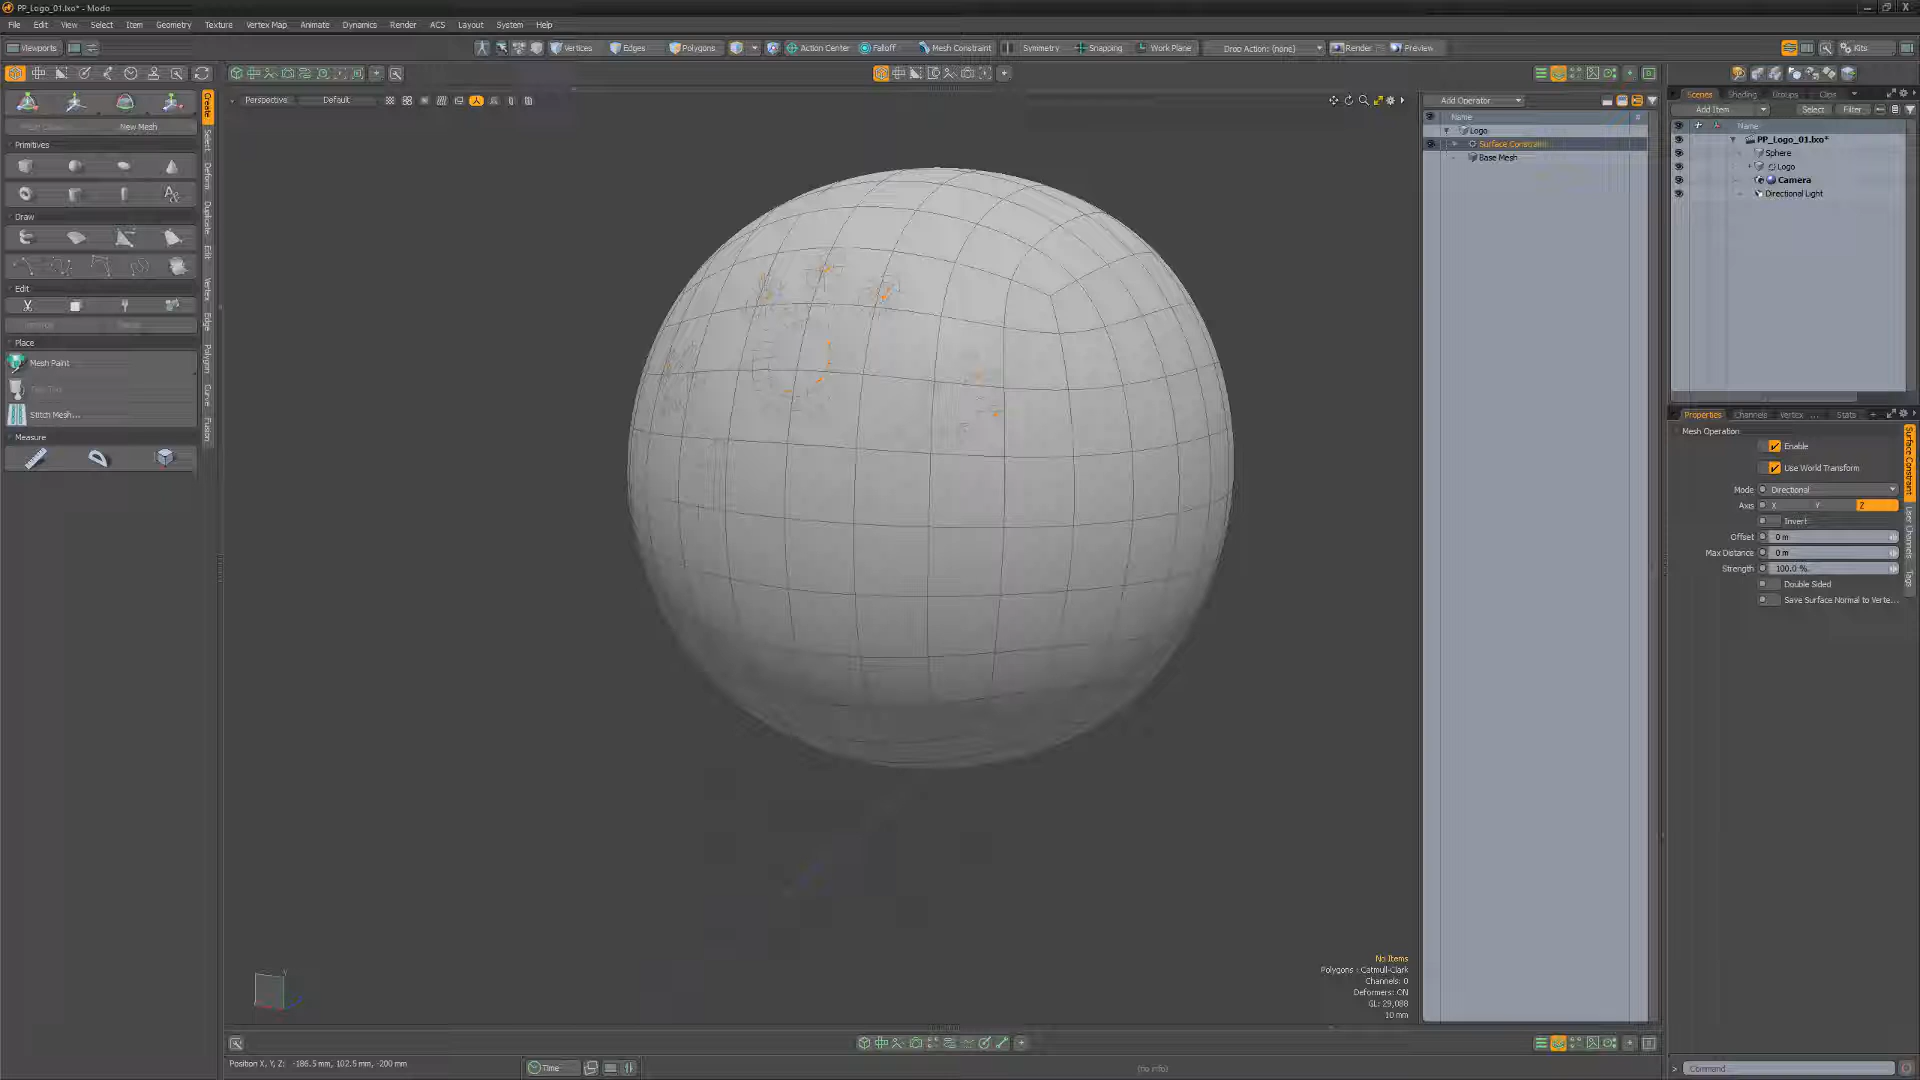 PP_Logo_01.lxo* - Modo
File Edit View Select Item Geometry Texture Vertex Map Animate Dynamics Render ACS Layout System Help
Viewports Vertices Edges Polygons Action Center Falloff Mesh Constraint Symmetry Snapping Work Plane Drop Action: (none) Render Preview Kits
Perspective Default
New Mesh
Primitives
Draw
Edit
Place
Mesh Paint
Stitch Mesh...
Measure
Create
Select
Deform
Duplicate
Edit
Vertex
Edge
Polygon
Curve
Fusion
Add Operator
Name
Logo
Surface Constraint
Base Mesh
Scenes Shading Groups Clips
Add Item Select Filter
Name
PP_Logo_01.lxo*
Sphere
Logo
Camera
Directional Light
Properties Channels Vertex ... Stats +
Mesh Operation:
Enable
Use World Transform
Mode Directional
Axis X Y Z
Invert
Offset 0 m
Max Distance 0 m
Strength 100.0 %
Double Sided
Save Surface Normal to Verte...
Surface Constraint
User Channels
Tags
No Items
Polygons : Catmull-Clark
Channels: 0
Deformers: ON
GL: 29,088
10 mm
Position X, Y, Z: -186.5 mm, 102.5 mm, -200 mm
Time
(no info)
> Command